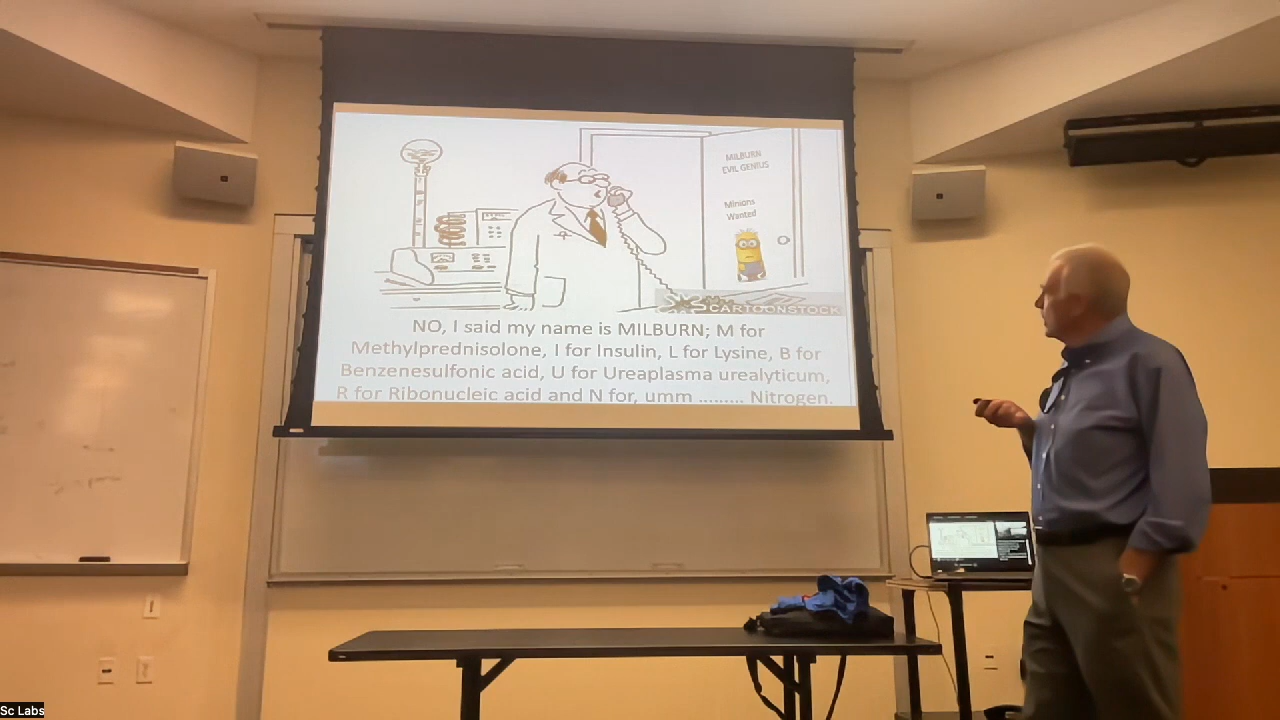 MILBURN
EVIL GENIUS
Minions
Wanted
CARTOONSTOCK
NO, I said my name is MILBURN; M for
Methylprednisolone, I for Insulin, L for Lysine, B for
Benzenesulfonic acid, U for Ureaplasma urealyticum,
R for Ribonucleic acid and N for, umm ......... Nitrogen.
Sc Labs